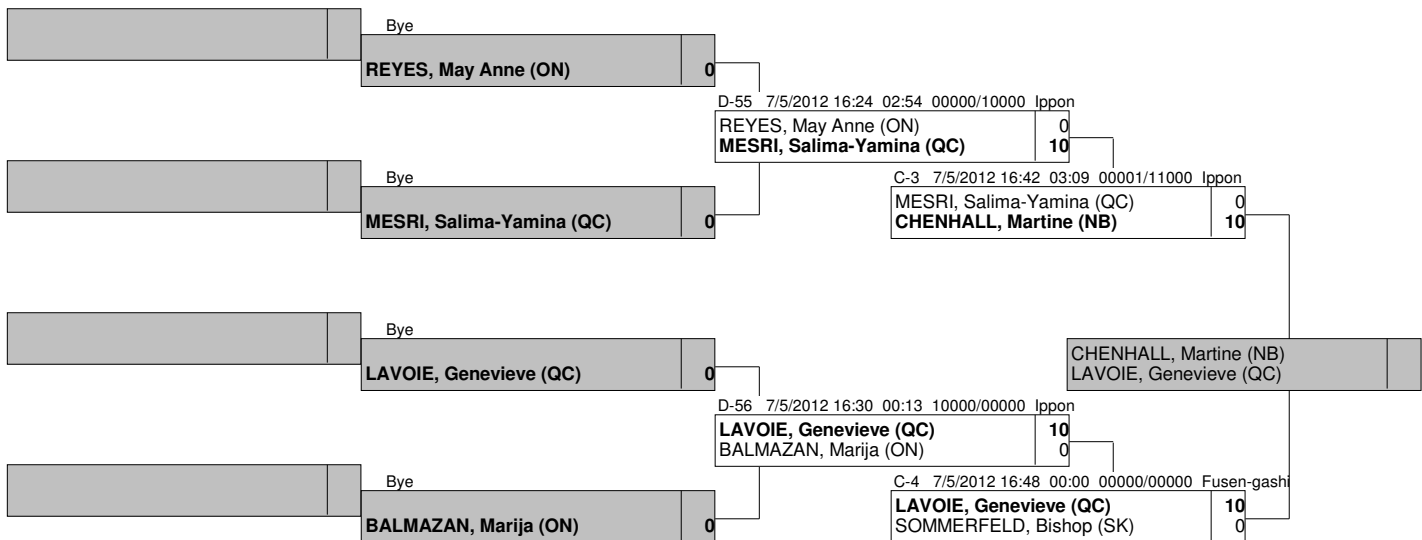 Bye
REYES, May Anne (ON) 0
D-55 7/5/2012 16:24 02:54 00000/10000 Ippon
REYES, May Anne (ON) 0
MESRI, Salima-Yamina (QC) 10
Bye
MESRI, Salima-Yamina (QC) 0
C-3 7/5/2012 16:42 03:09 00001/11000 Ippon
MESRI, Salima-Yamina (QC) 0
CHENHALL, Martine (NB) 10
Bye
LAVOIE, Genevieve (QC) 0
CHENHALL, Martine (NB)
LAVOIE, Genevieve (QC)
D-56 7/5/2012 16:30 00:13 10000/00000 Ippon
LAVOIE, Genevieve (QC) 10
BALMAZAN, Marija (ON) 0
Bye
BALMAZAN, Marija (ON) 0
C-4 7/5/2012 16:48 00:00 00000/00000 Fusen-gashi
LAVOIE, Genevieve (QC) 10
SOMMERFELD, Bishop (SK) 0